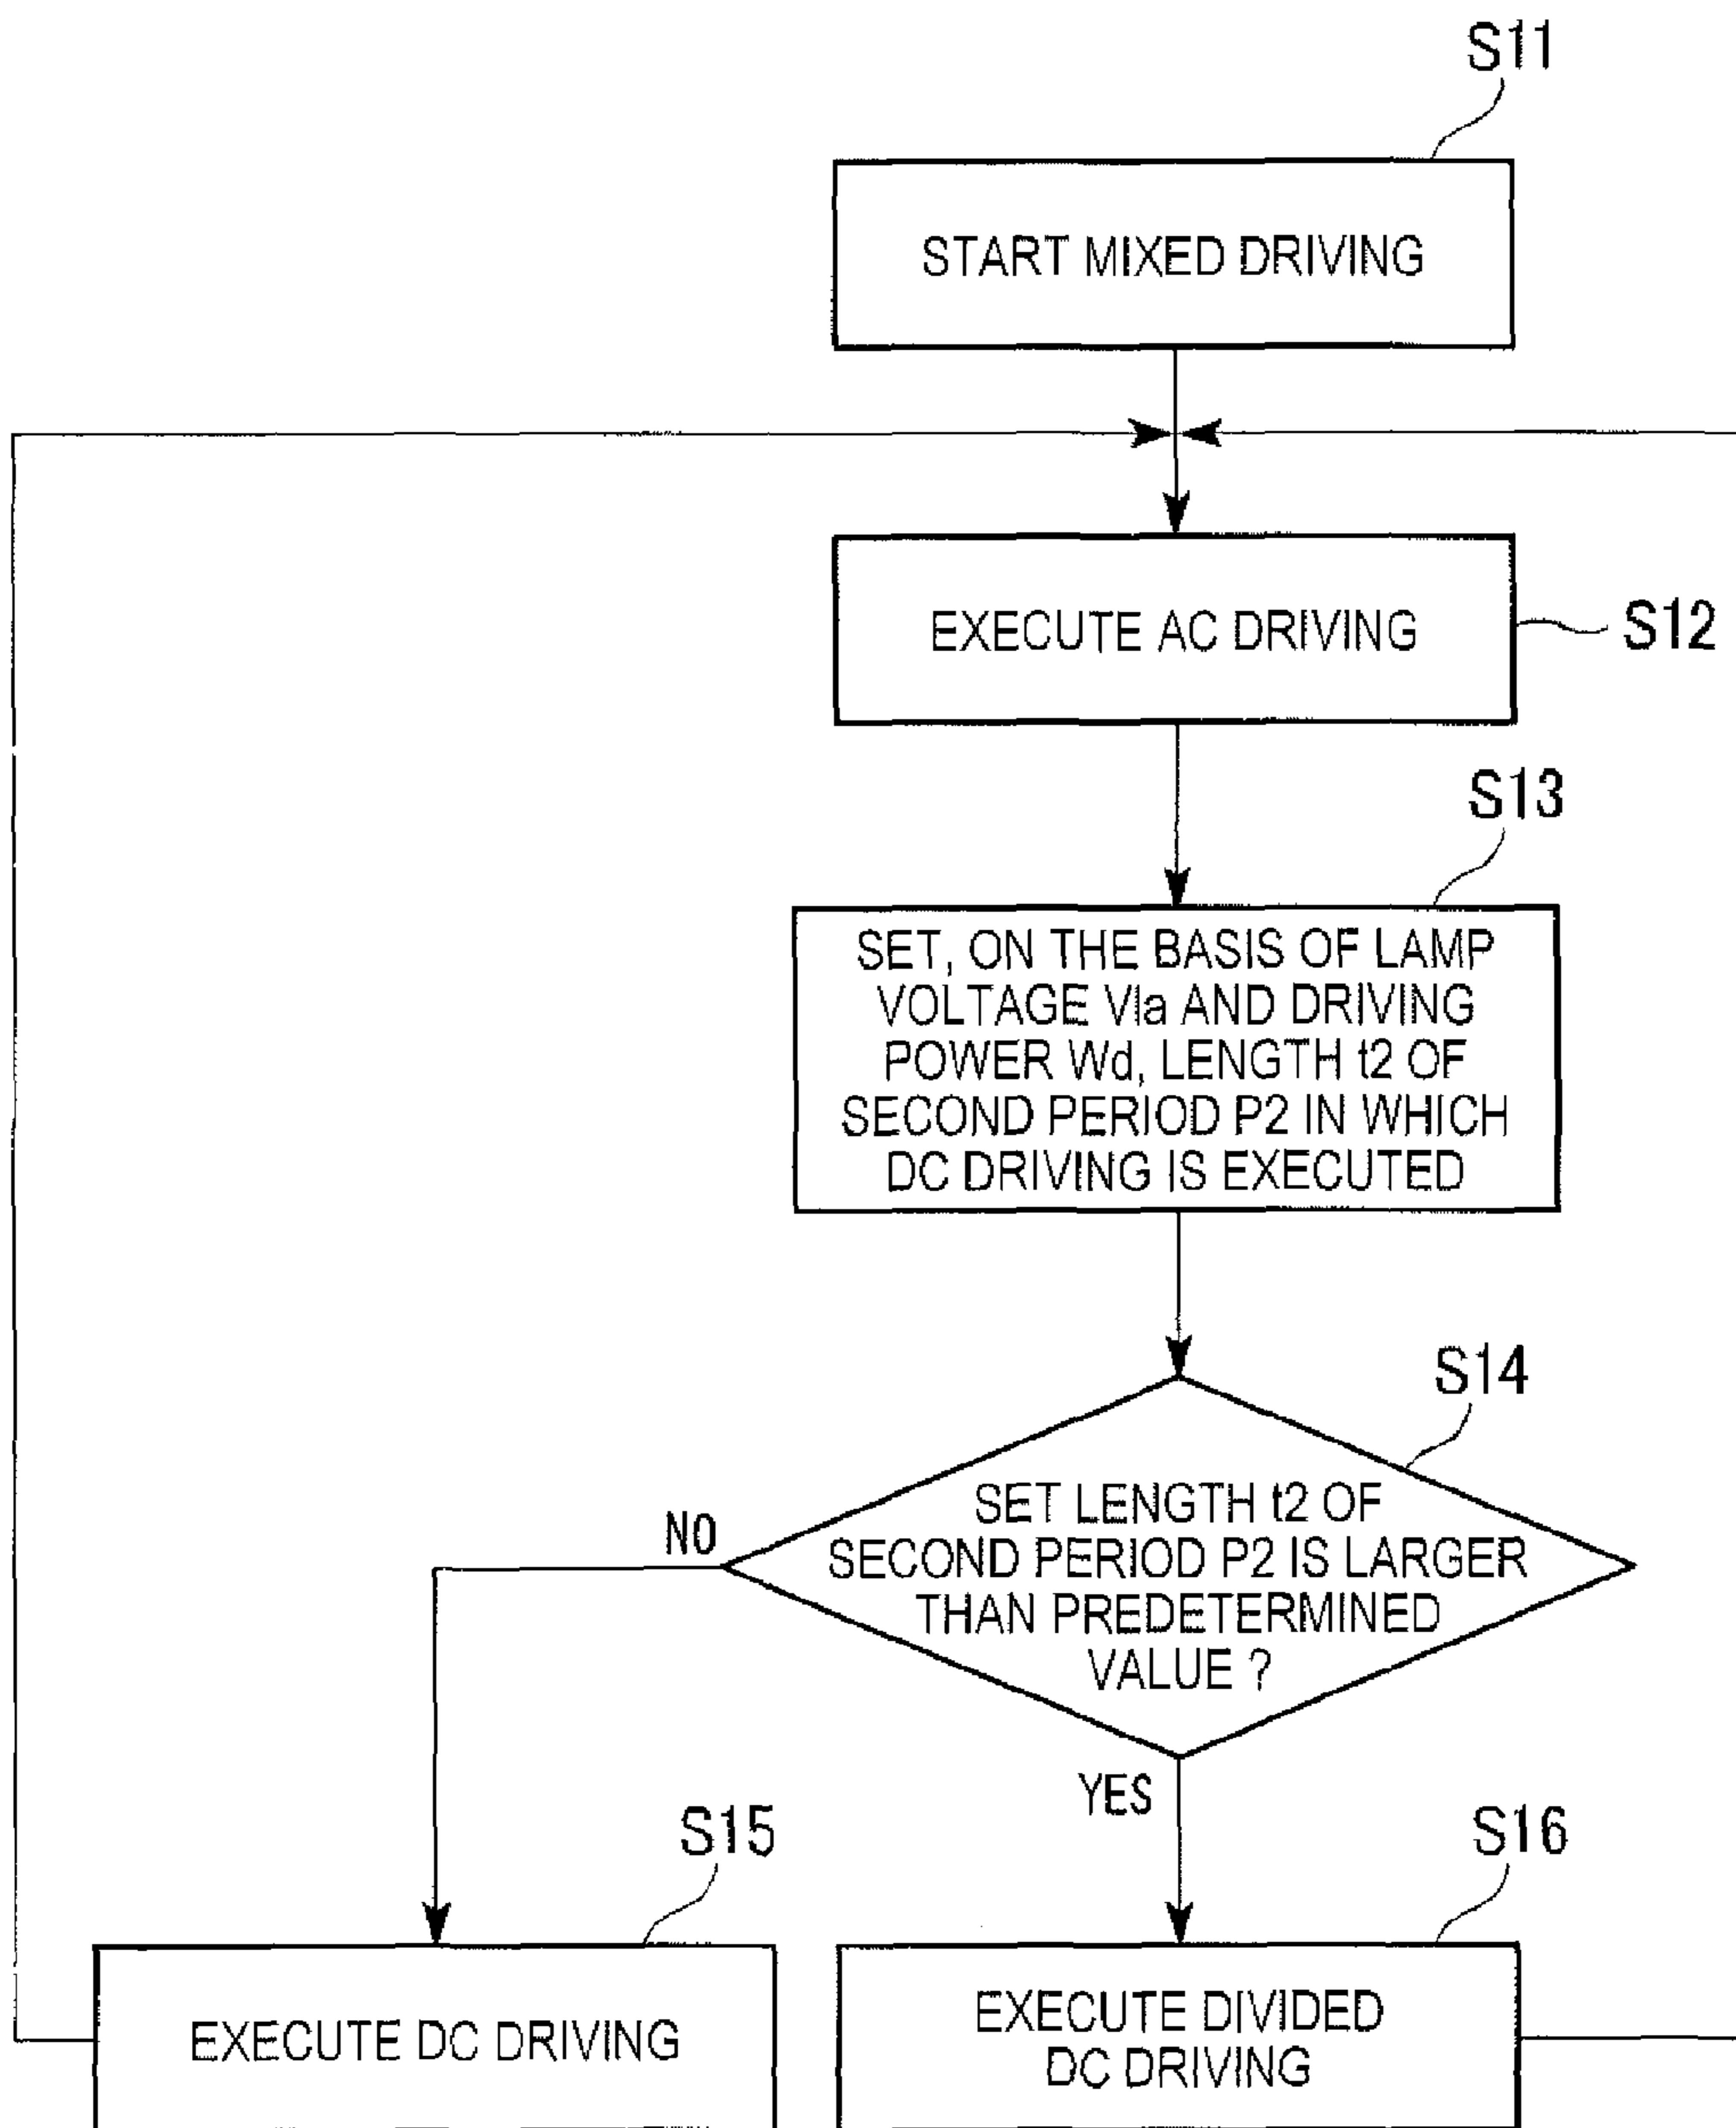 S11
START MIXED DRIVING
EXECUTE AC DRIVING
S12
S13
SET, ON THE BASIS OF LAMP
VOLTAGE Vla AND DRIVING
POWER Wd, LENGTH t2 OF
SECOND PERIOD P2 IN WHICH
DC DRIVING IS EXECUTED
S14
SET LENGTH t2 OF
SECOND PERIOD P2 IS LARGER
THAN PREDETERMINED
VALUE ?
NO
YES
S15
EXECUTE DC DRIVING
S16
EXECUTE DIVIDED
DC DRIVING